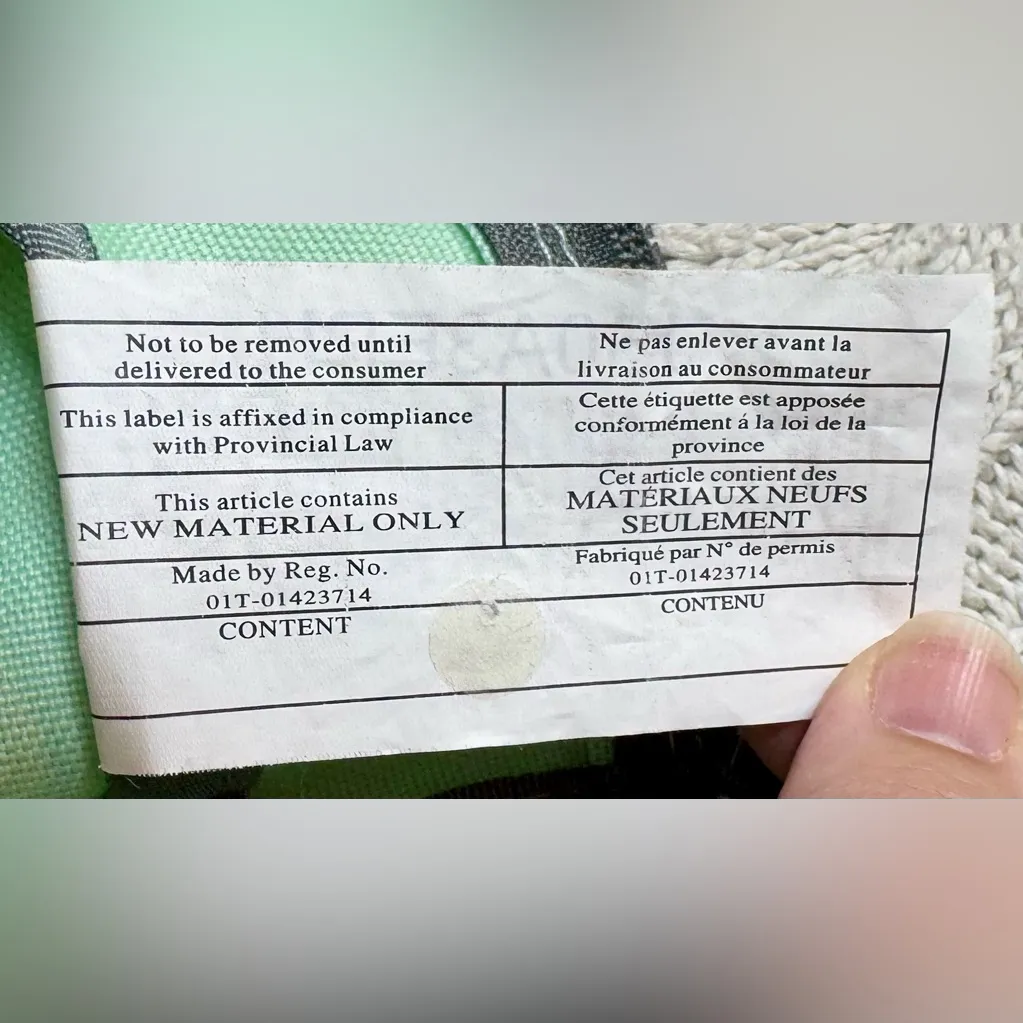 Not to be removed until
delivered to the consumer
Ne pas enlever avant la
livraison au consommateur
This label is affixed in compliance
with Provincial Law
Cette étiquette est apposée
conformément á la loi de la
province
This article contains
NEW MATERIAL ONLY
Cet article contient des
MATÉRIAUX NEUFS
SEULEMENT
Made by Reg. No.
01T-01423714
Fabriqué par N° de permis
01T-01423714
CONTENT
CONTENU